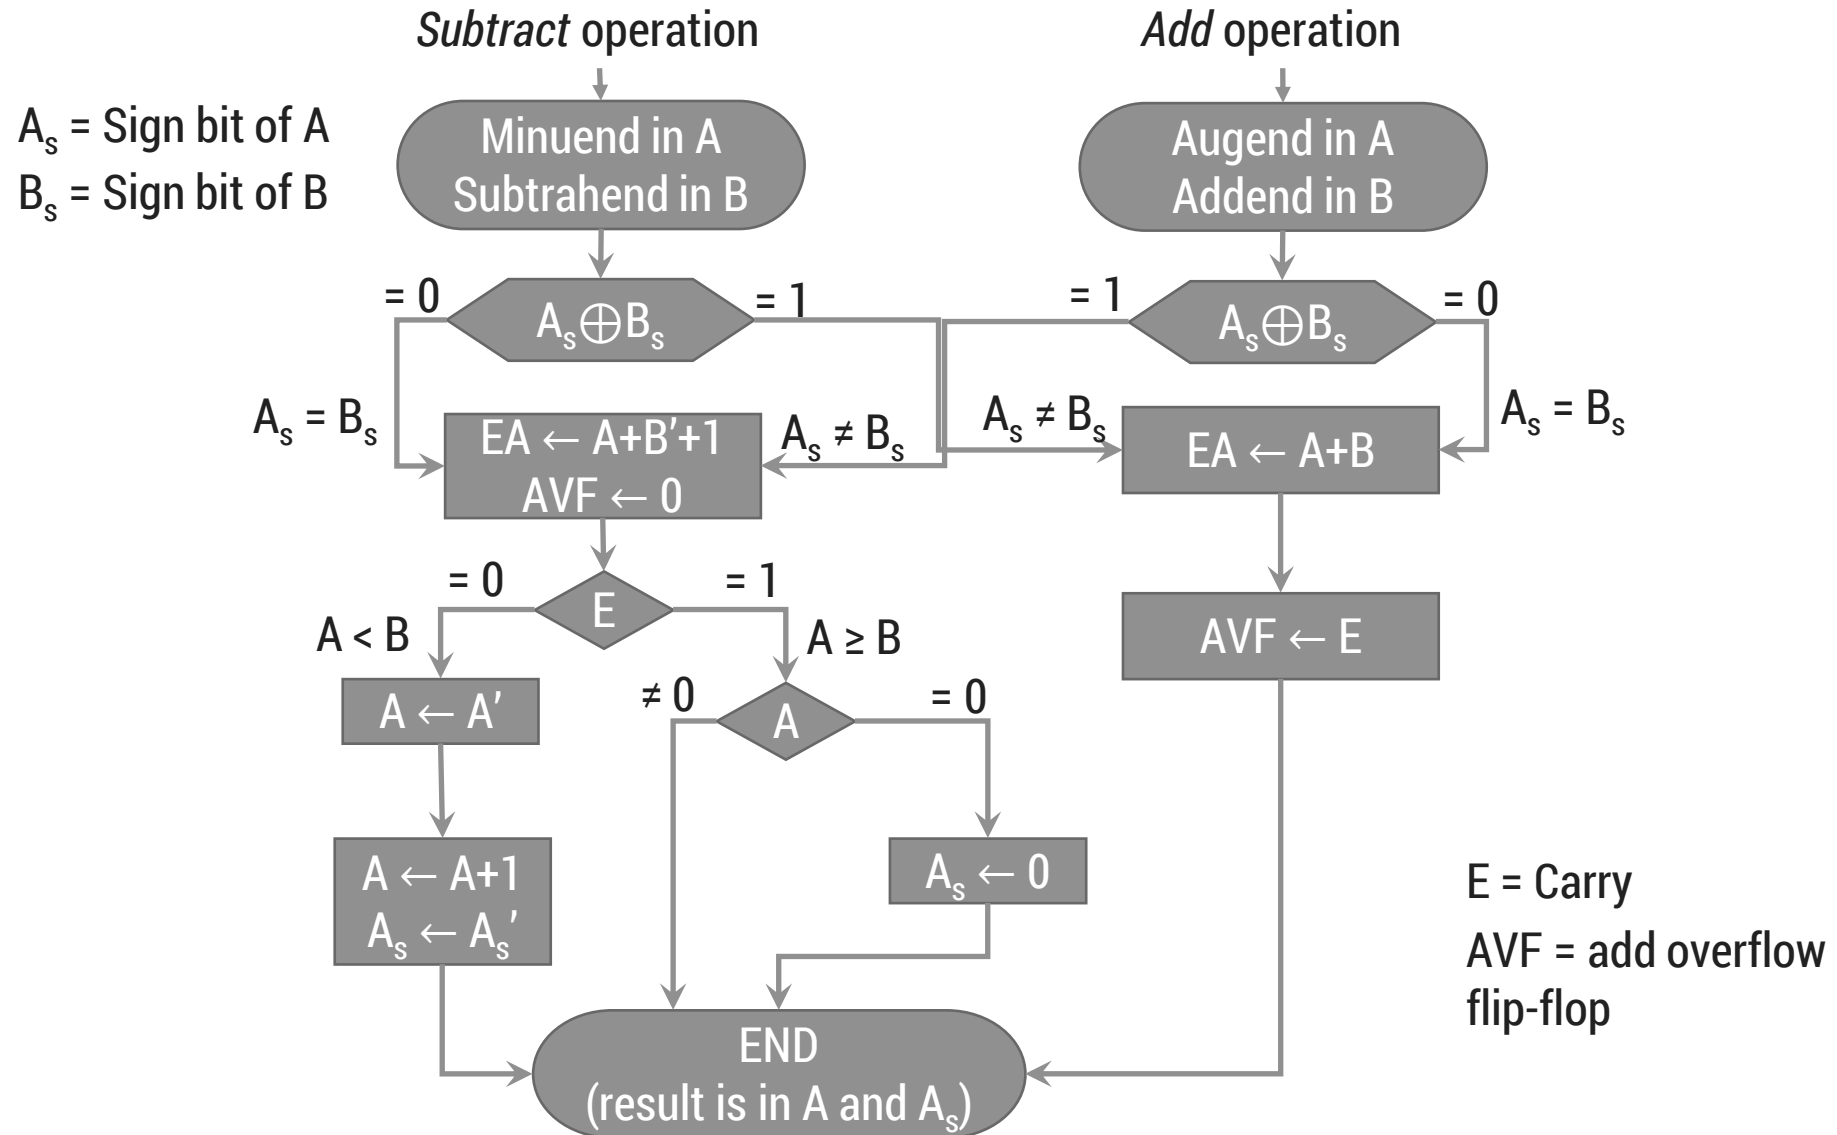 Subtract operation
Add operation
Aₛ = Sign bit of A
Bₛ = Sign bit of B
Minuend in A
Subtrahend in B
Augend in A
Addend in B
= 0
Aₛ⊕Bₛ
= 1
= 1
Aₛ⊕Bₛ
= 0
Aₛ = Bₛ
EA ← A+B’+1
AVF ← 0
Aₛ ≠ Bₛ
Aₛ ≠ Bₛ
EA ← A+B
Aₛ = Bₛ
= 0
E
= 1
A < B
A ≥ B
AVF ← E
A ← A’
≠ 0
A
= 0
A ← A+1
Aₛ ← Aₛ’
Aₛ ← 0
E = Carry
AVF = add overflow
flip-flop
END
(result is in A and Aₛ)